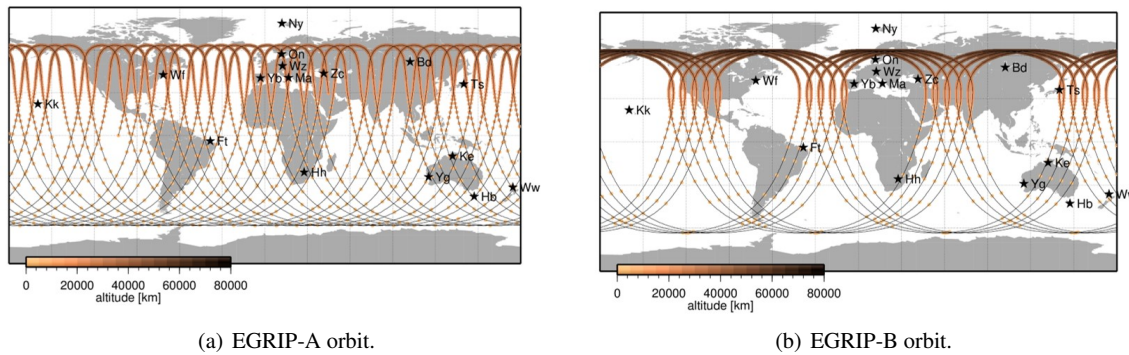 Ny
On
Wz
Wf
Yb
Ma
Zc
Bd
Ts
Kk
Ft
Ke
Hh
Yg
Hb
Ww
0 20000 40000 60000 80000
altitude [km]
(a) EGRIP-A orbit.
Ny
On
Wz
Wf
Yb
Ma
Zc
Bd
Ts
Kk
Ft
Ke
Hh
Yg
Hb
0 20000 40000 60000 80000
altitude [km]
(b) EGRIP-B orbit.